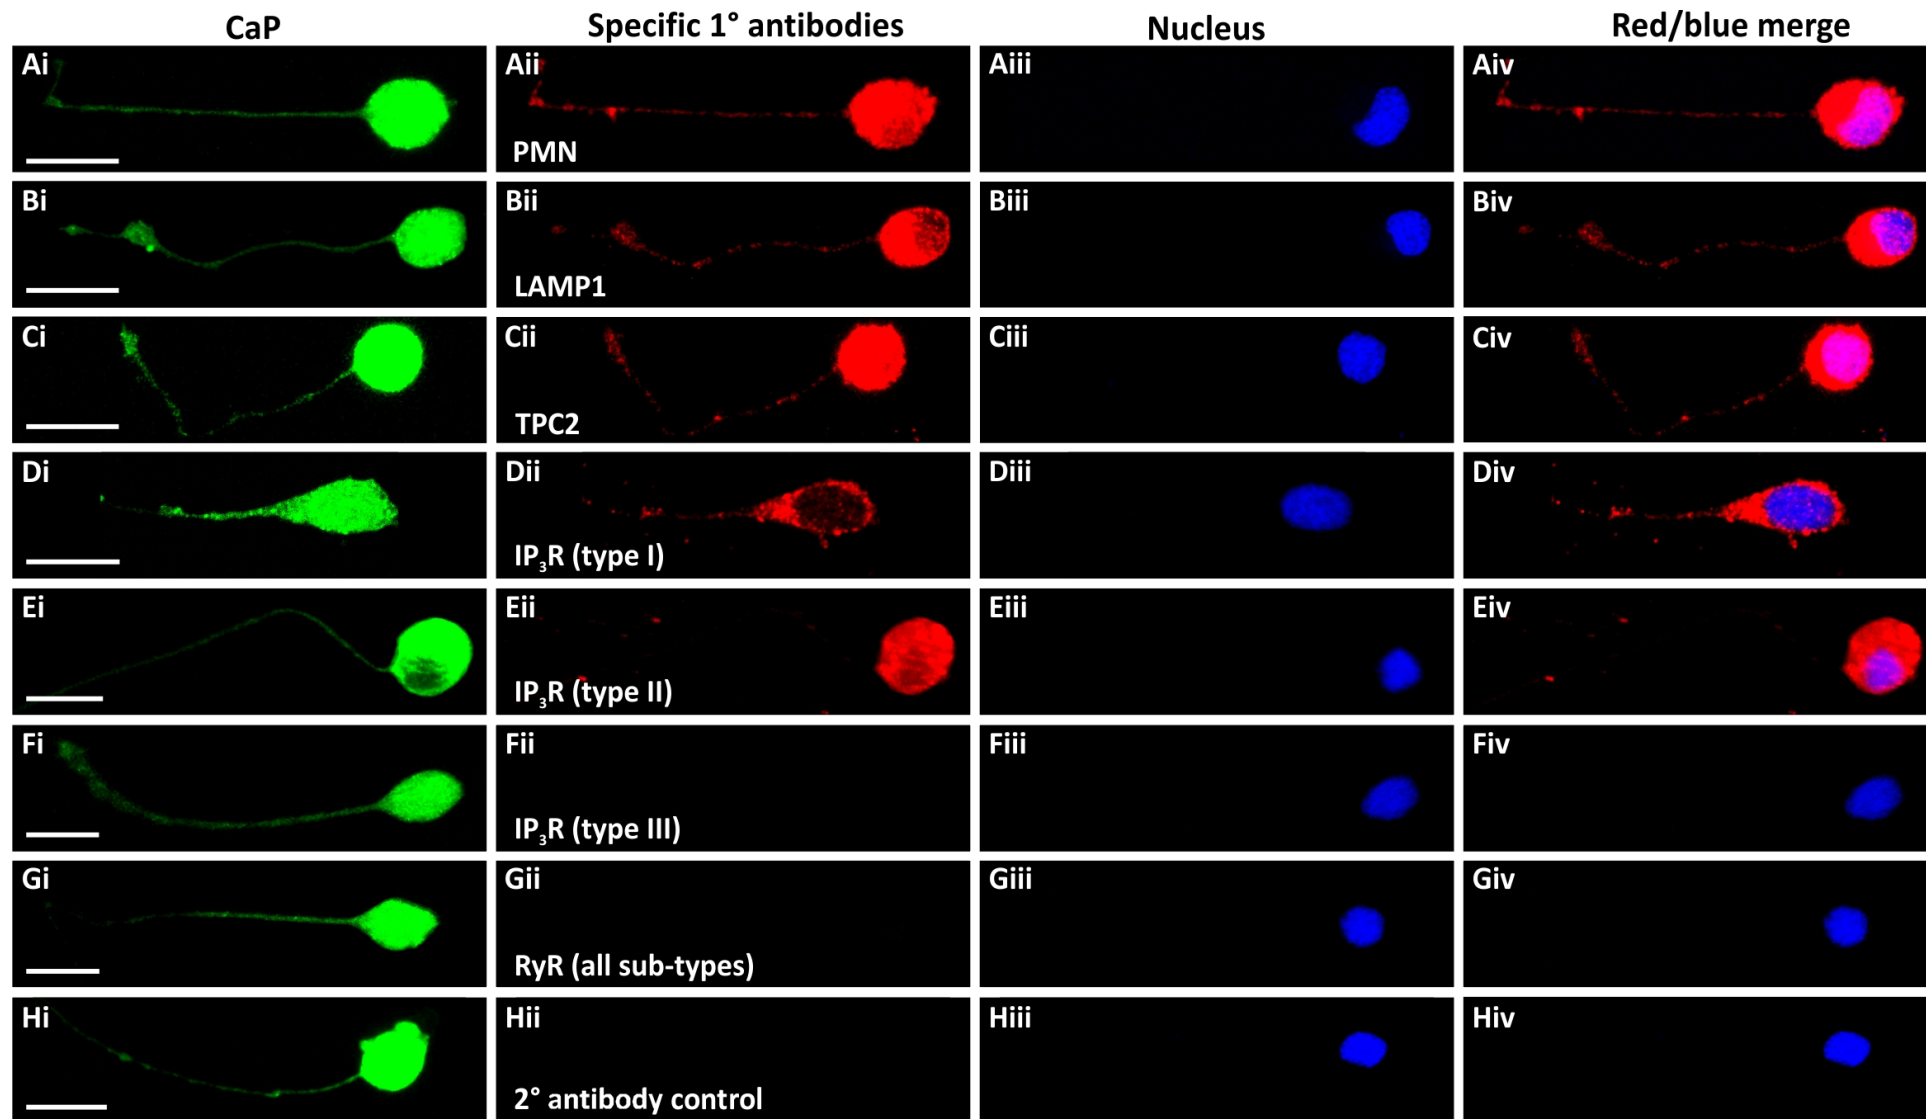 CaP Specific 1° antibodies Nucleus Red/blue merge
Ai Aii Aiii Aiv
PMN
Bi Bii Biii Biv
LAMP1
Ci Cii Ciii Civ
TPC2
Di Dii Diii Div
IP₃R (type I)
Ei Eii Eiii Eiv
IP₃R (type II)
Fi Fii Fiii Fiv
IP₃R (type III)
Gi Gii Giii Giv
RyR (all sub-types)
Hi Hii Hiii Hiv
2° antibody control